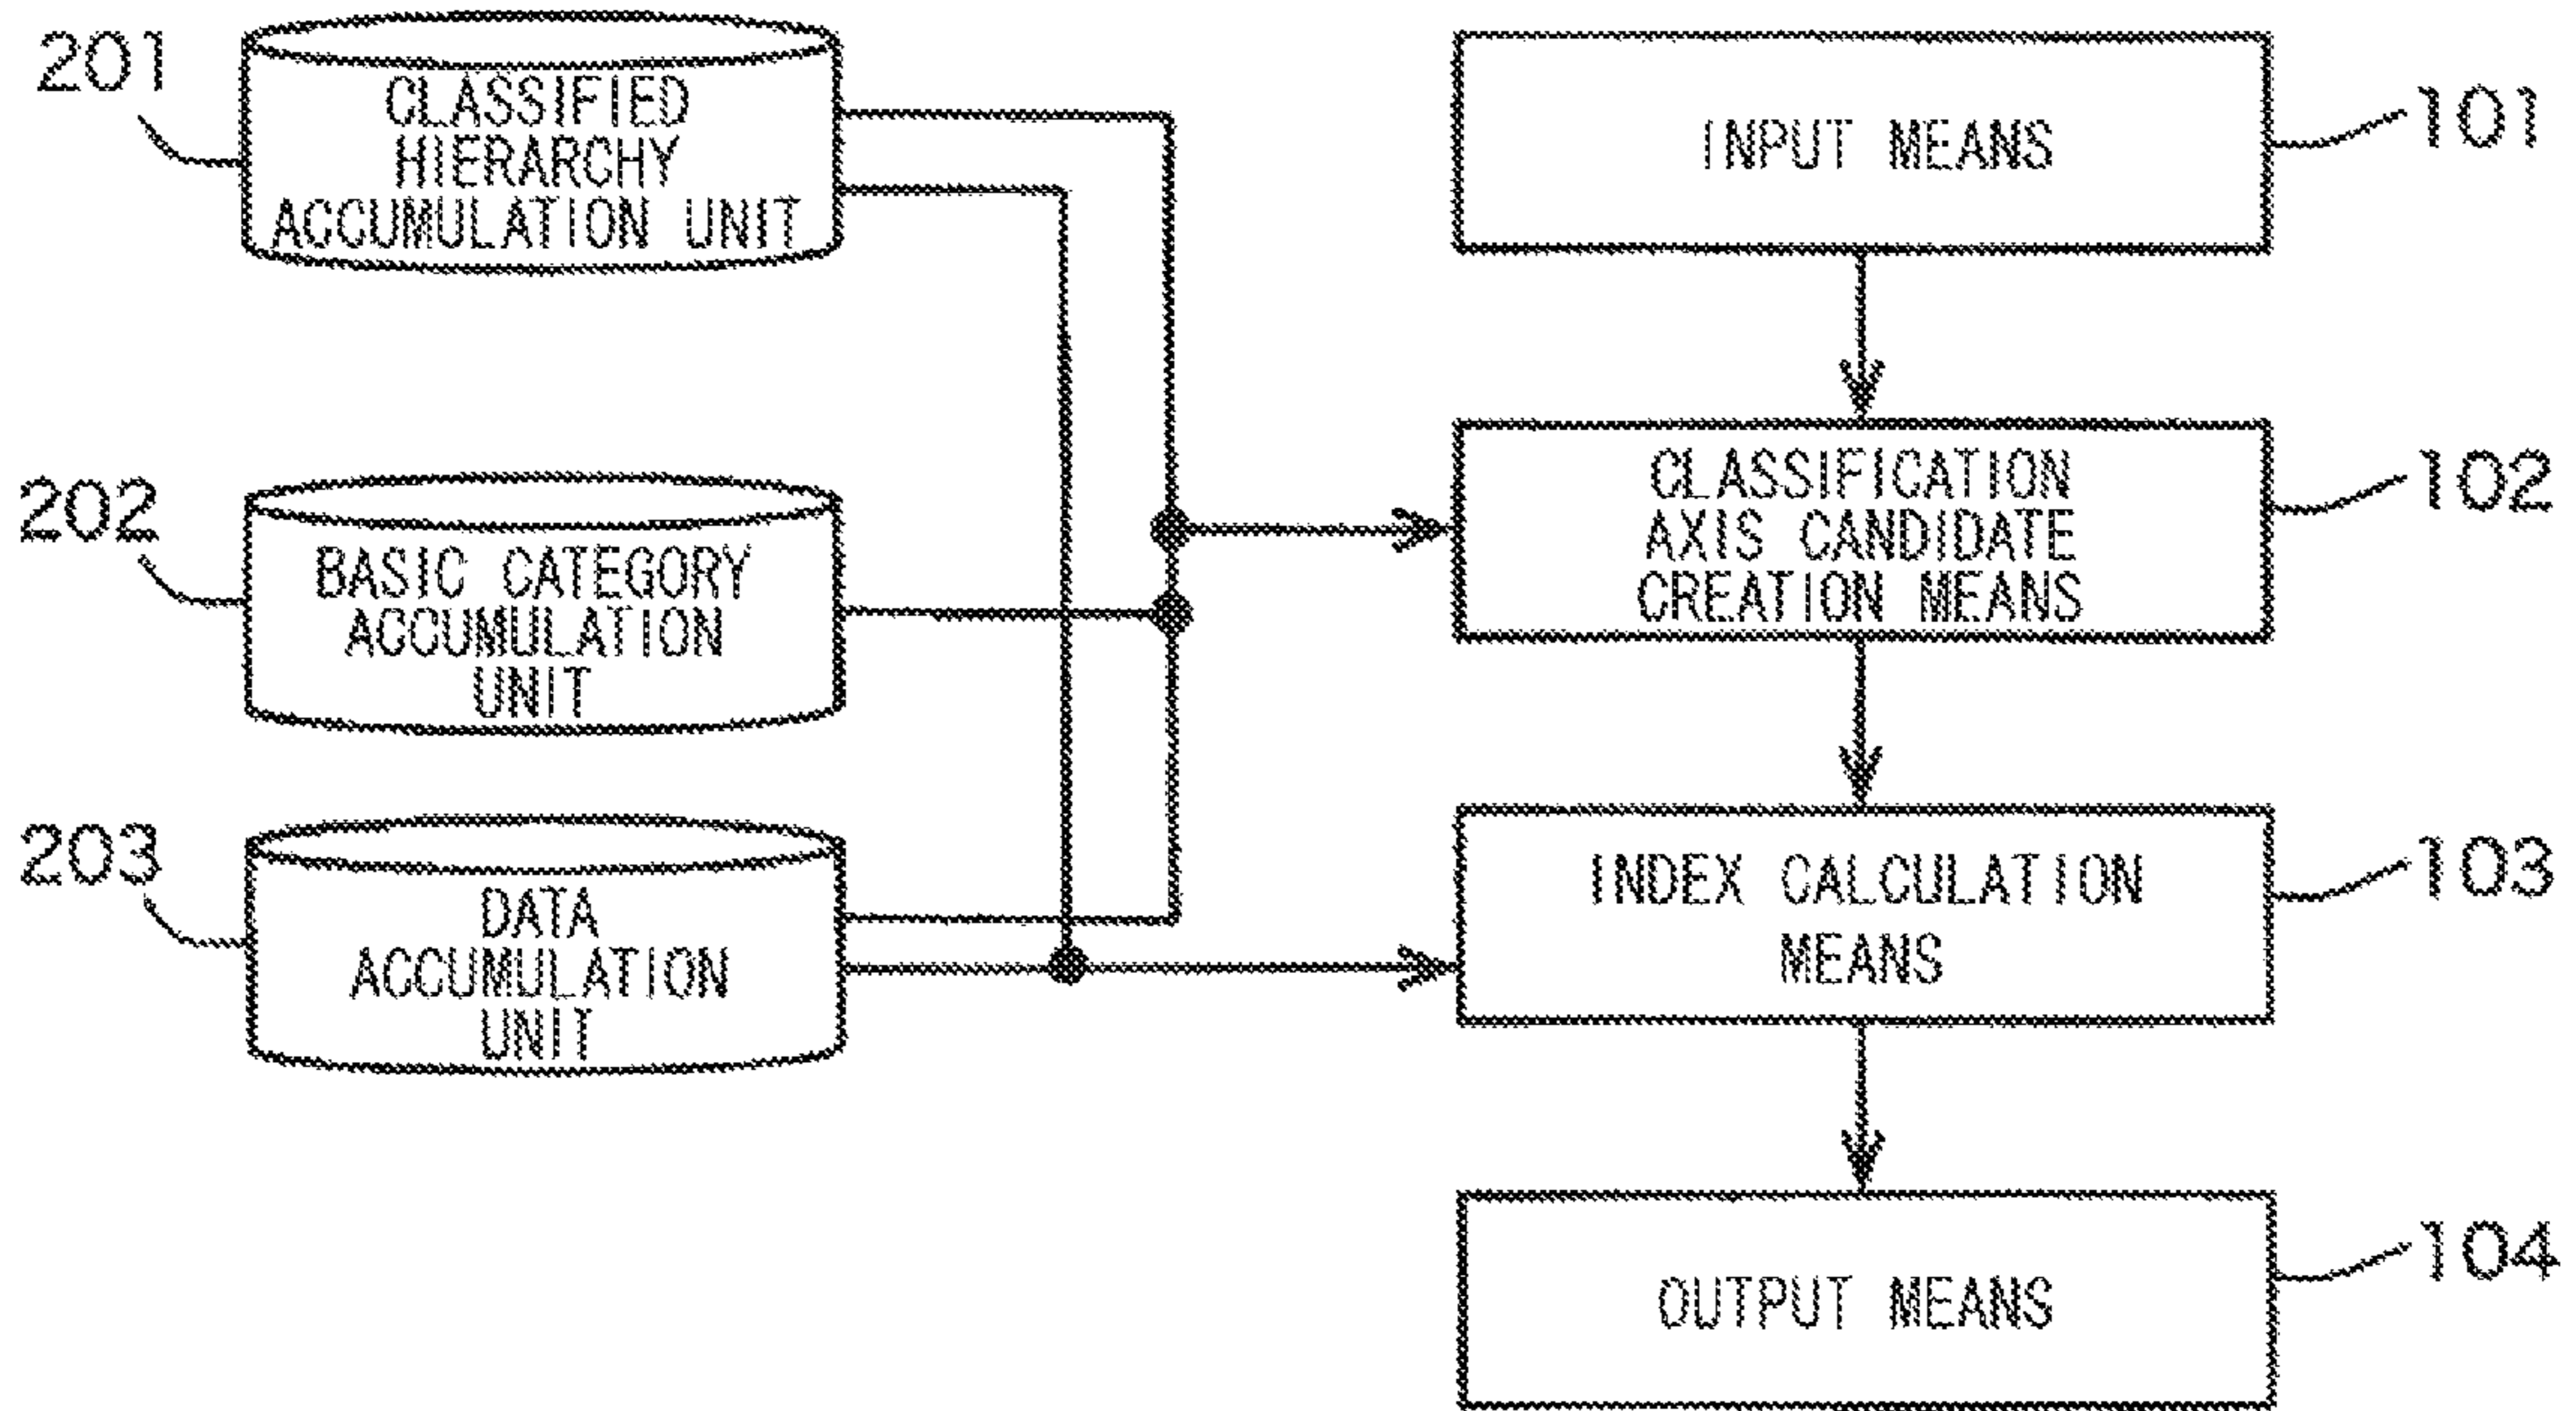 201
CLASSIFIED
HIERARCHY
ACCUMULATION UNIT
INPUT MEANS
101
202
BASIC CATEGORY
ACCUMULATION
UNIT
CLASSIFICATION
AXIS CANDIDATE
CREATION MEANS
102
203
DATA
ACCUMULATION
UNIT
INDEX CALCULATION
MEANS
103
OUTPUT MEANS
104